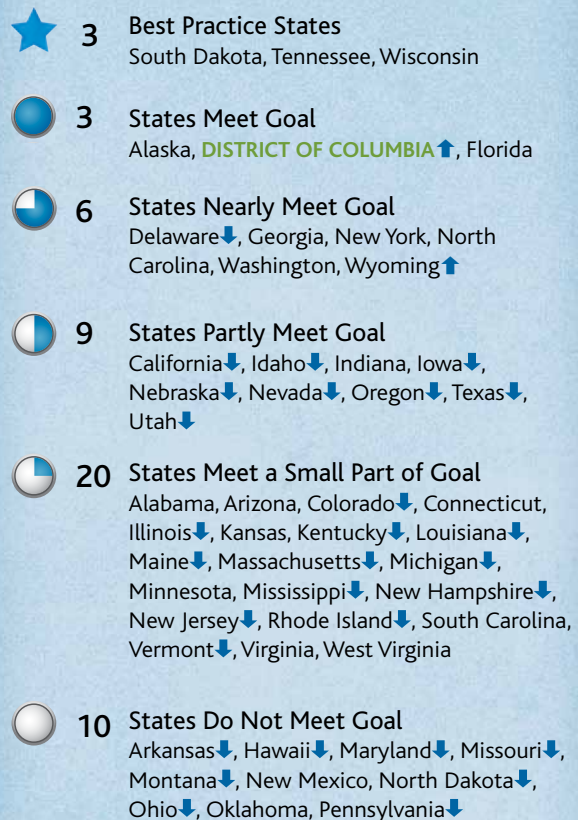 3 Best Practice States
South Dakota, Tennessee, Wisconsin
3 States Meet Goal
Alaska, DISTRICT OF COLUMBIA⬆, Florida
6 States Nearly Meet Goal
Delaware⬇, Georgia, New York, North
Carolina, Washington, Wyoming⬆
9 States Partly Meet Goal
California⬇, Idaho⬇, Indiana, Iowa⬇,
Nebraska⬇, Nevada⬇, Oregon⬇, Texas⬇,
Utah⬇
20 States Meet a Small Part of Goal
Alabama, Arizona, Colorado⬇, Connecticut,
Illinois⬇, Kansas, Kentucky⬇, Louisiana⬇,
Maine⬇, Massachusetts⬇, Michigan⬇,
Minnesota, Mississippi⬇, New Hampshire⬇,
New Jersey⬇, Rhode Island⬇, South Carolina,
Vermont⬇, Virginia, West Virginia
10 States Do Not Meet Goal
Arkansas⬇, Hawaii⬇, Maryland⬇, Missouri⬇,
Montana⬇, New Mexico, North Dakota⬇,
Ohio⬇, Oklahoma, Pennsylvania⬇